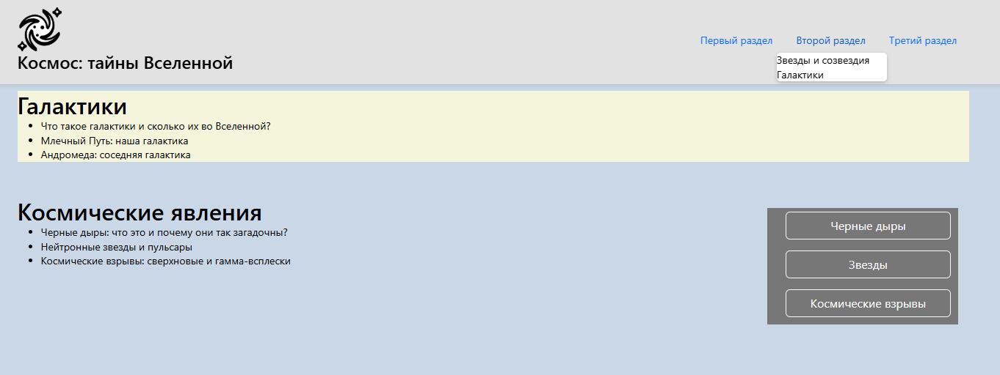 Космос: тайны Вселенной
Первый раздел
Второй раздел
Третий раздел
Звезды и созвездия
Галактики
Галактики
Что такое галактики и сколько их во Вселенной?
Млечный Путь: наша галактика
Андромеда: соседняя галактика
Космические явления
Черные дыры: что это и почему они так загадочны?
Нейтронные звезды и пульсары
Космические взрывы: сверхновые и гамма-всплески
Черные дыры
Звезды
Космические взрывы